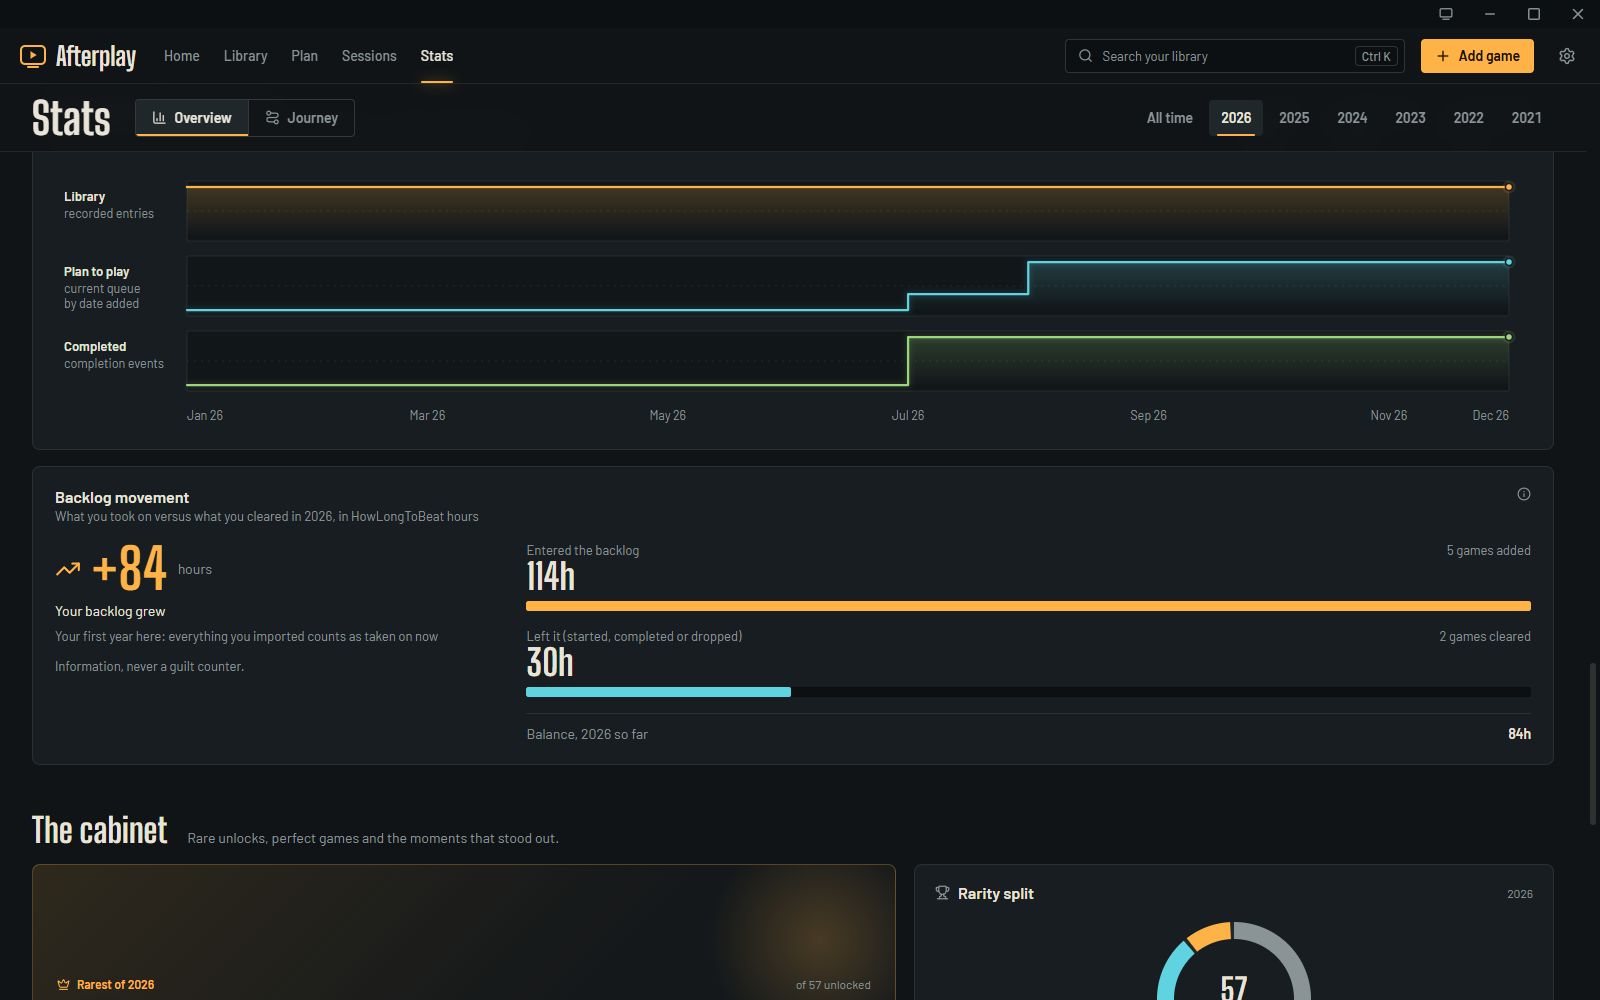 Afterplay
Home
Library
Plan
Sessions
Stats
Search your library
Ctrl K
Add game
Stats
Overview
Journey
All time
2026
2025
2024
2023
2022
2021
Library
recorded entries
Plan to play
current queue
by date added
Completed
completion events
Jan 26
Mar 26
May 26
Jul 26
Sep 26
Nov 26
Dec 26
Backlog movement
What you took on versus what you cleared in 2026, in HowLongToBeat hours
+84 hours
Your backlog grew
Your first year here: everything you imported counts as taken on now
Information, never a guilt counter.
Entered the backlog
5 games added
114h
Left it (started, completed or dropped)
2 games cleared
30h
Balance, 2026 so far
84h
The cabinet
Rare unlocks, perfect games and the moments that stood out.
Rarest of 2026
of 57 unlocked
Rarity split
2026
57